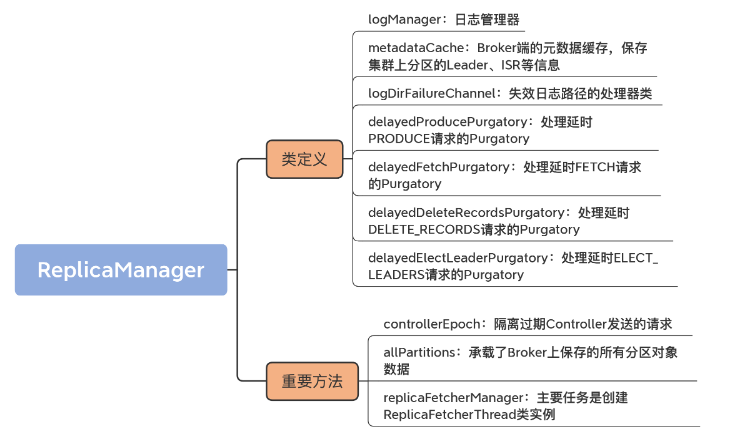 ReplicaManager
类定义
logManager：日志管理器
metadataCache：Broker端的元数据缓存，保存
集群上分区的Leader、ISR等信息
logDirFailureChannel：失效日志路径的处理器类
delayedProducePurgatory：处理延时
PRODUCE请求的Purgatory
delayedFetchPurgatory：处理延时FETCH请求
的Purgatory
delayedDeleteRecordsPurgatory：处理延时
DELETE_RECORDS请求的Purgatory
delayedElectLeaderPurgatory：处理延时ELECT_
LEADERS请求的Purgatory
重要方法
controllerEpoch：隔离过期Controller发送的请求
allPartitions：承载了Broker上保存的所有分区对象
数据
replicaFetcherManager：主要任务是创建
ReplicaFetcherThread类实例